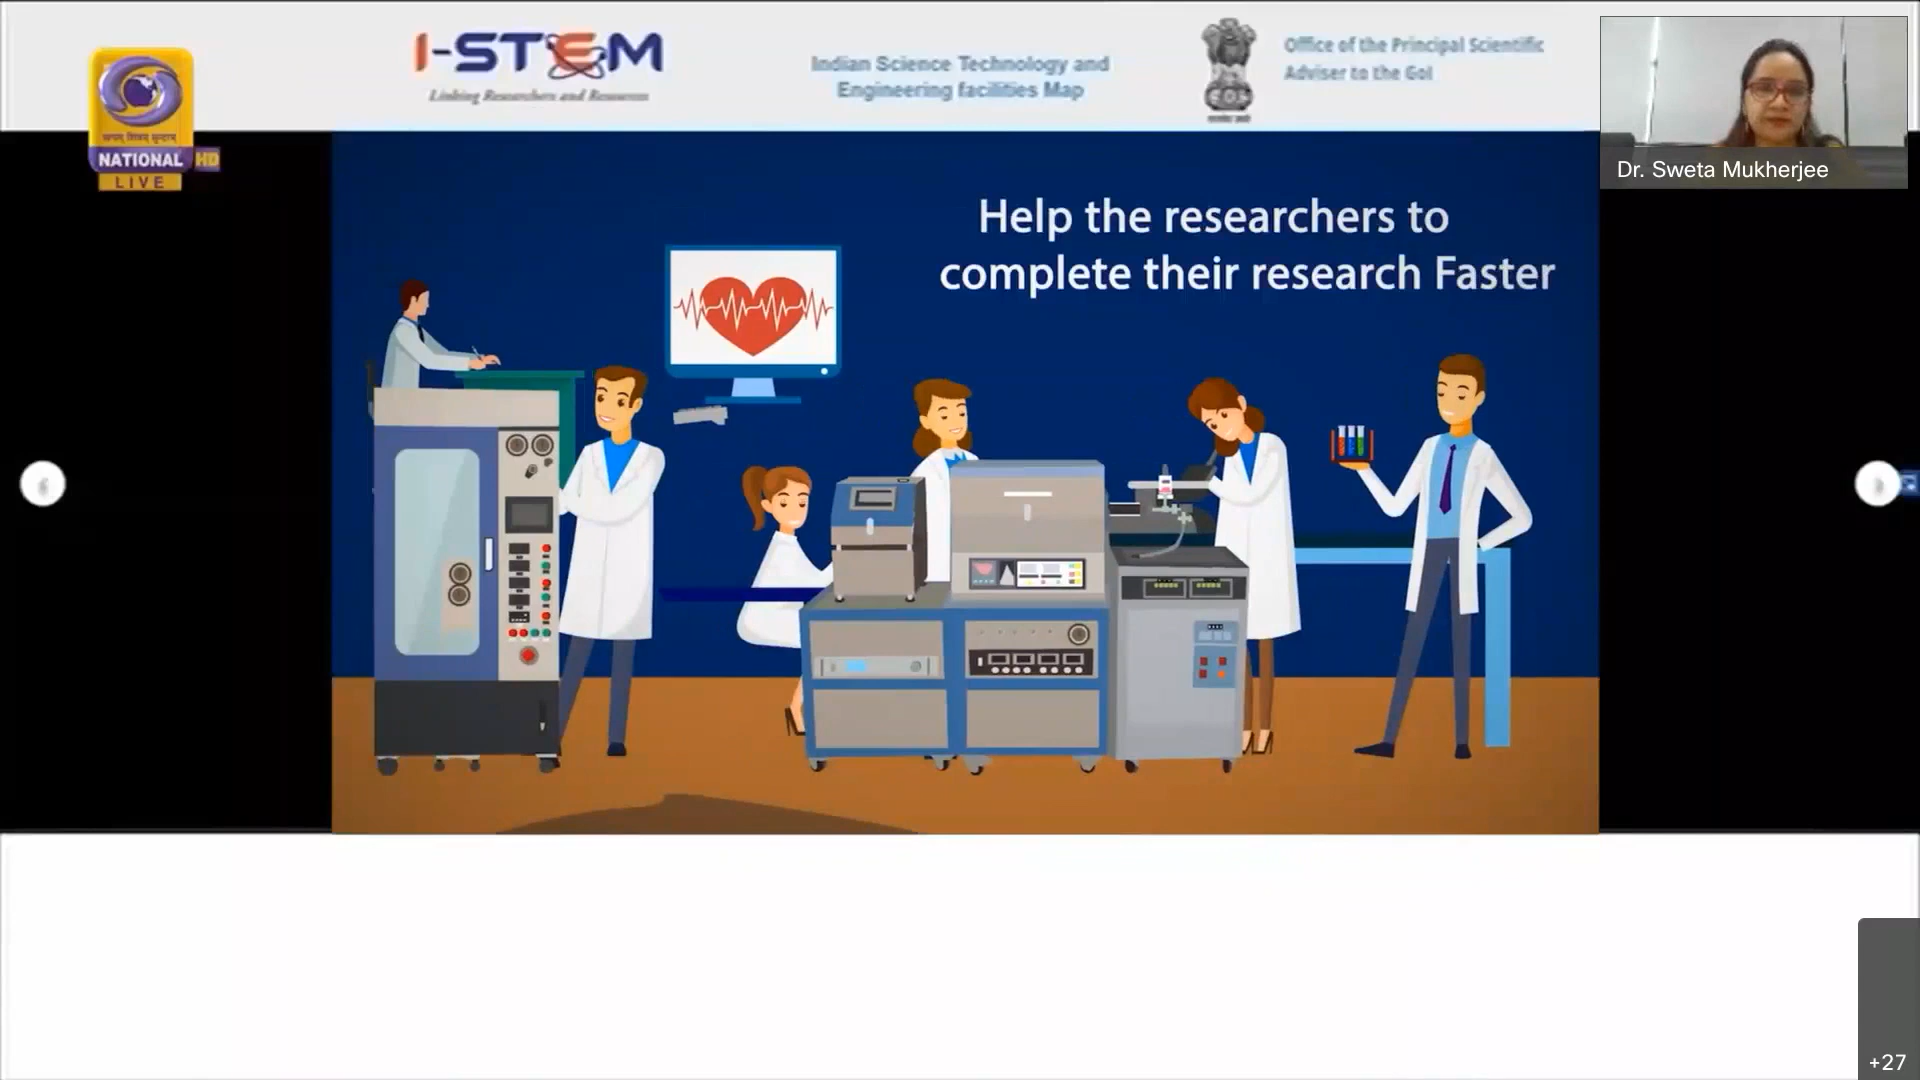 I-STEM
Linking Researchers and Resources
Indian Science Technology and
Engineering facilities Map
Office of the Principal Scientific
Adviser to the GoI
NATIONAL HD
LIVE
Dr. Sweta Mukherjee
Help the researchers to
complete their research Faster
+27